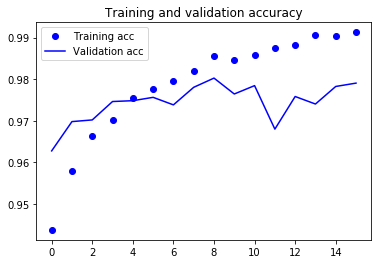 Training and validation accuracy
Training acc
Validation acc
0.99
0.98
0.97
0.96
0.95
0 2 4 6 8 10 12 14